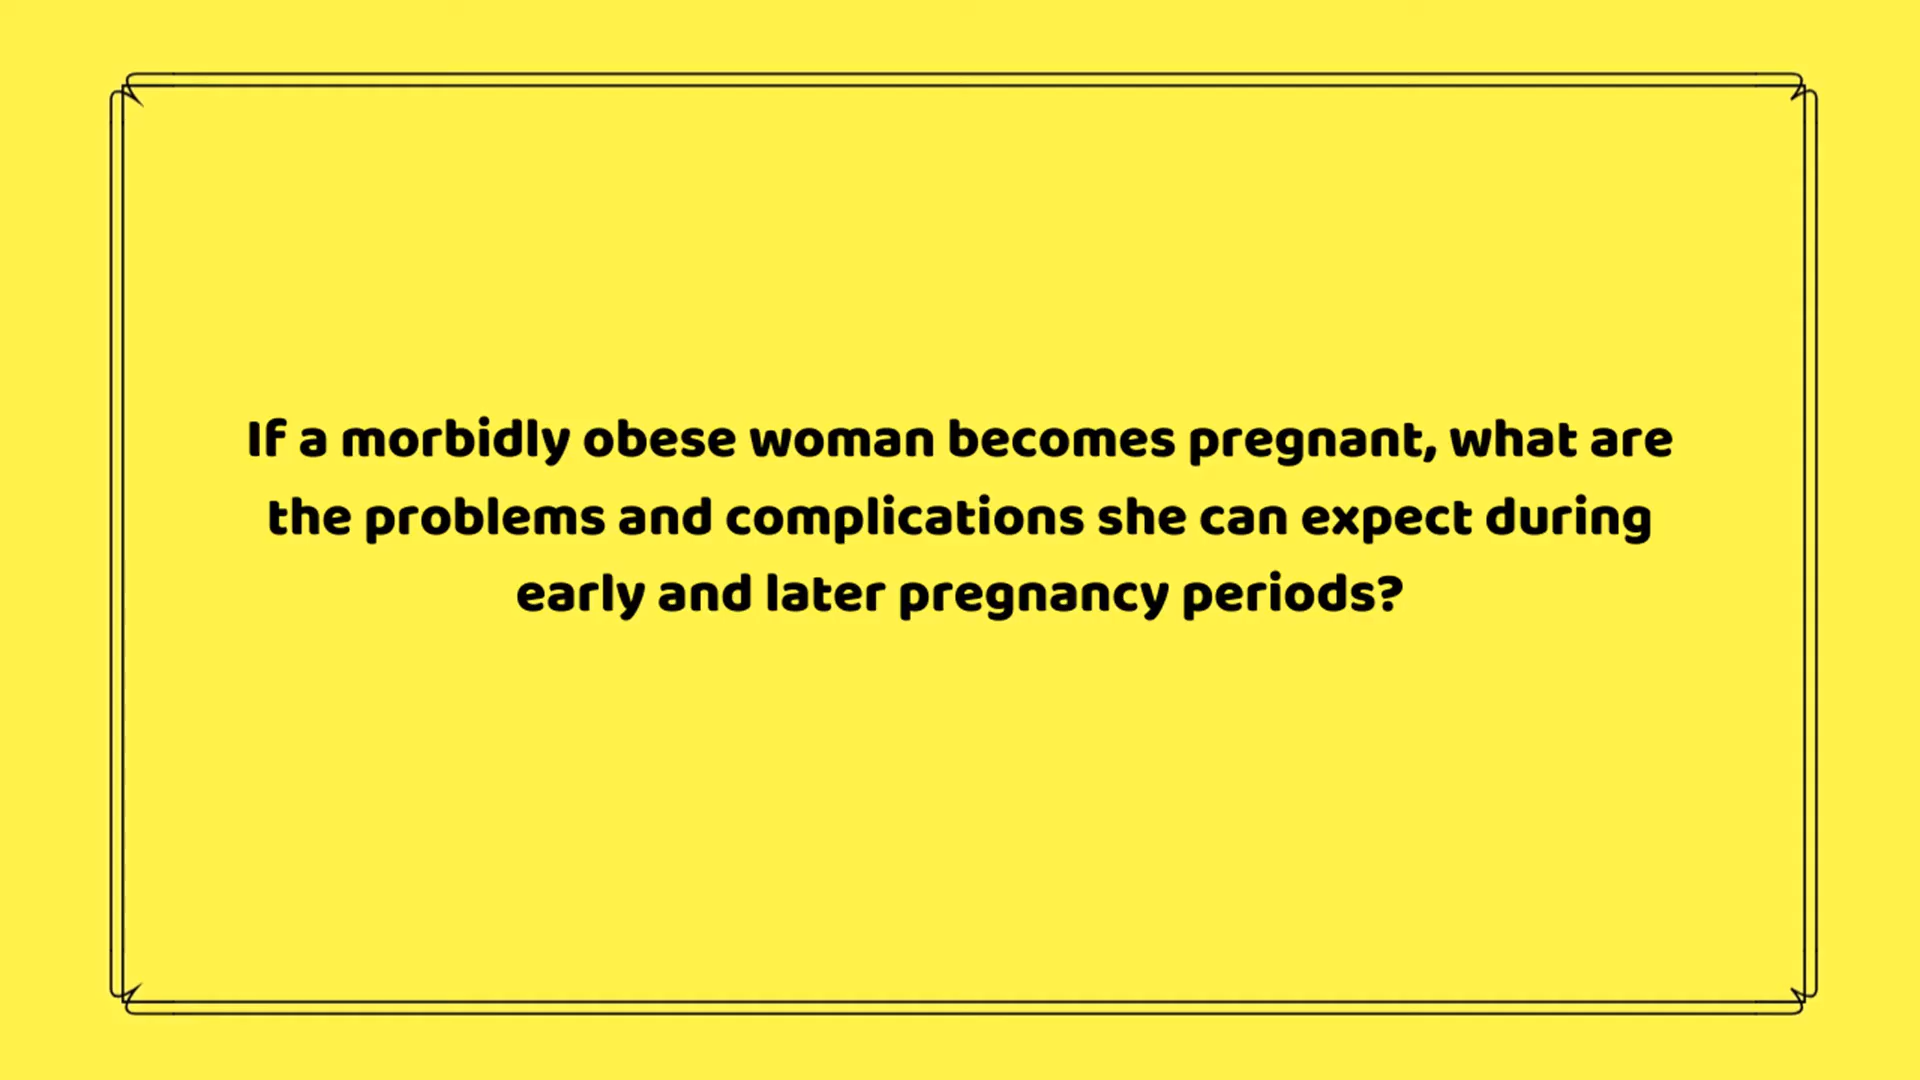 If a morbidly obese woman becomes pregnant, what are
the problems and complications she can expect during
early and later pregnancy periods?